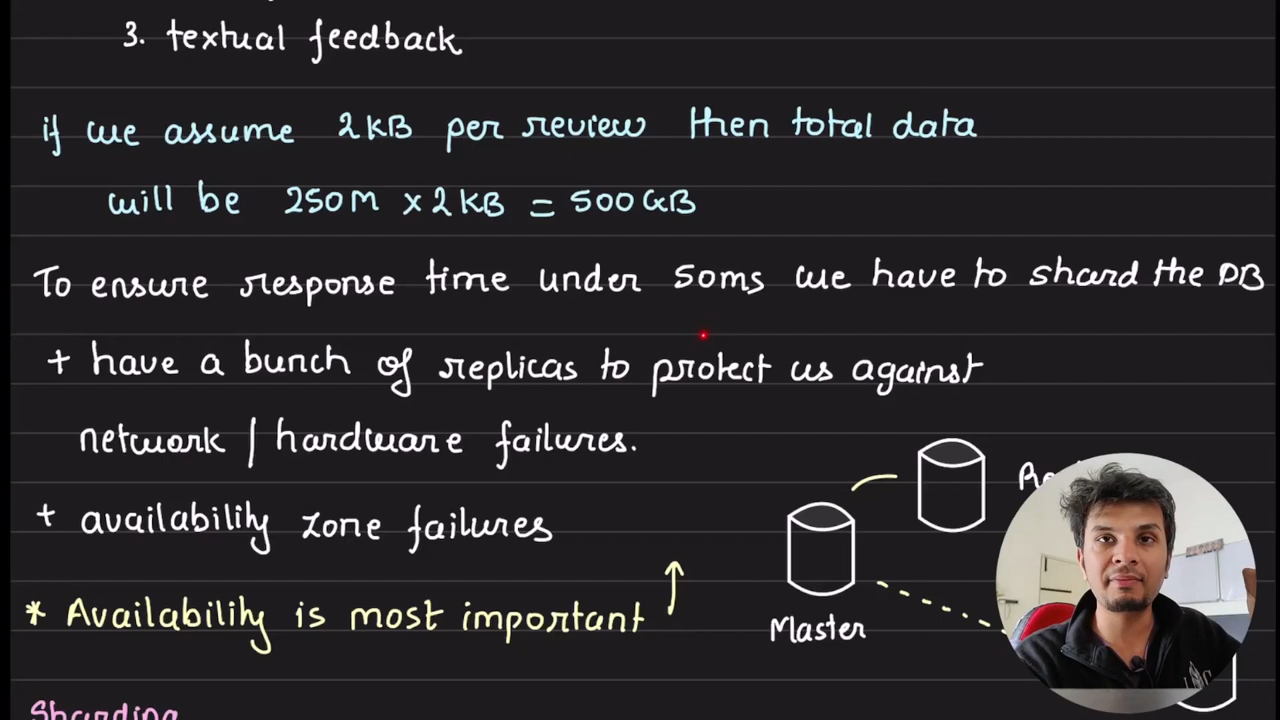 3. textual feedback
if we assume 2KB per review then total data
will be 250M x 2KB = 500GB
To ensure response time under 50ms we have to shard the DB
+ have a bunch of replicas to protect us against
network / hardware failures.
+ availability zone failures
* Availability is most important ↑
Master
Sharding